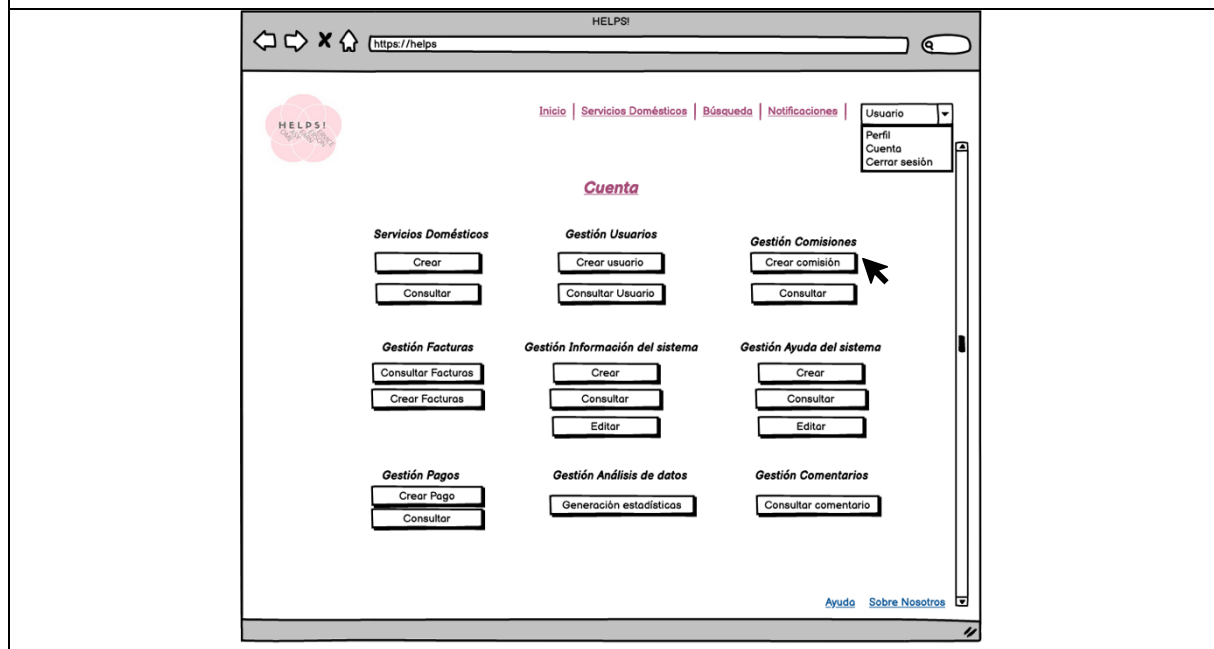 HELPS!
https://helps
HELPS!
Inicio | Servicios Domésticos | Búsqueda | Notificaciones |
Usuario
Perfil
Cuenta
Cerrar sesión
Cuenta
Servicios Domésticos
Crear
Consultar
Gestión Usuarios
Crear usuario
Consultar Usuario
Gestión Comisiones
Crear comisión
Consultar
Gestión Facturas
Consultar Facturas
Crear Facturas
Gestión Información del sistema
Crear
Consultar
Editar
Gestión Ayuda del sistema
Crear
Consultar
Editar
Gestión Pagos
Crear Pago
Consultar
Gestión Análisis de datos
Generación estadísticas
Gestión Comentarios
Consultar comentario
Ayuda Sobre Nosotros